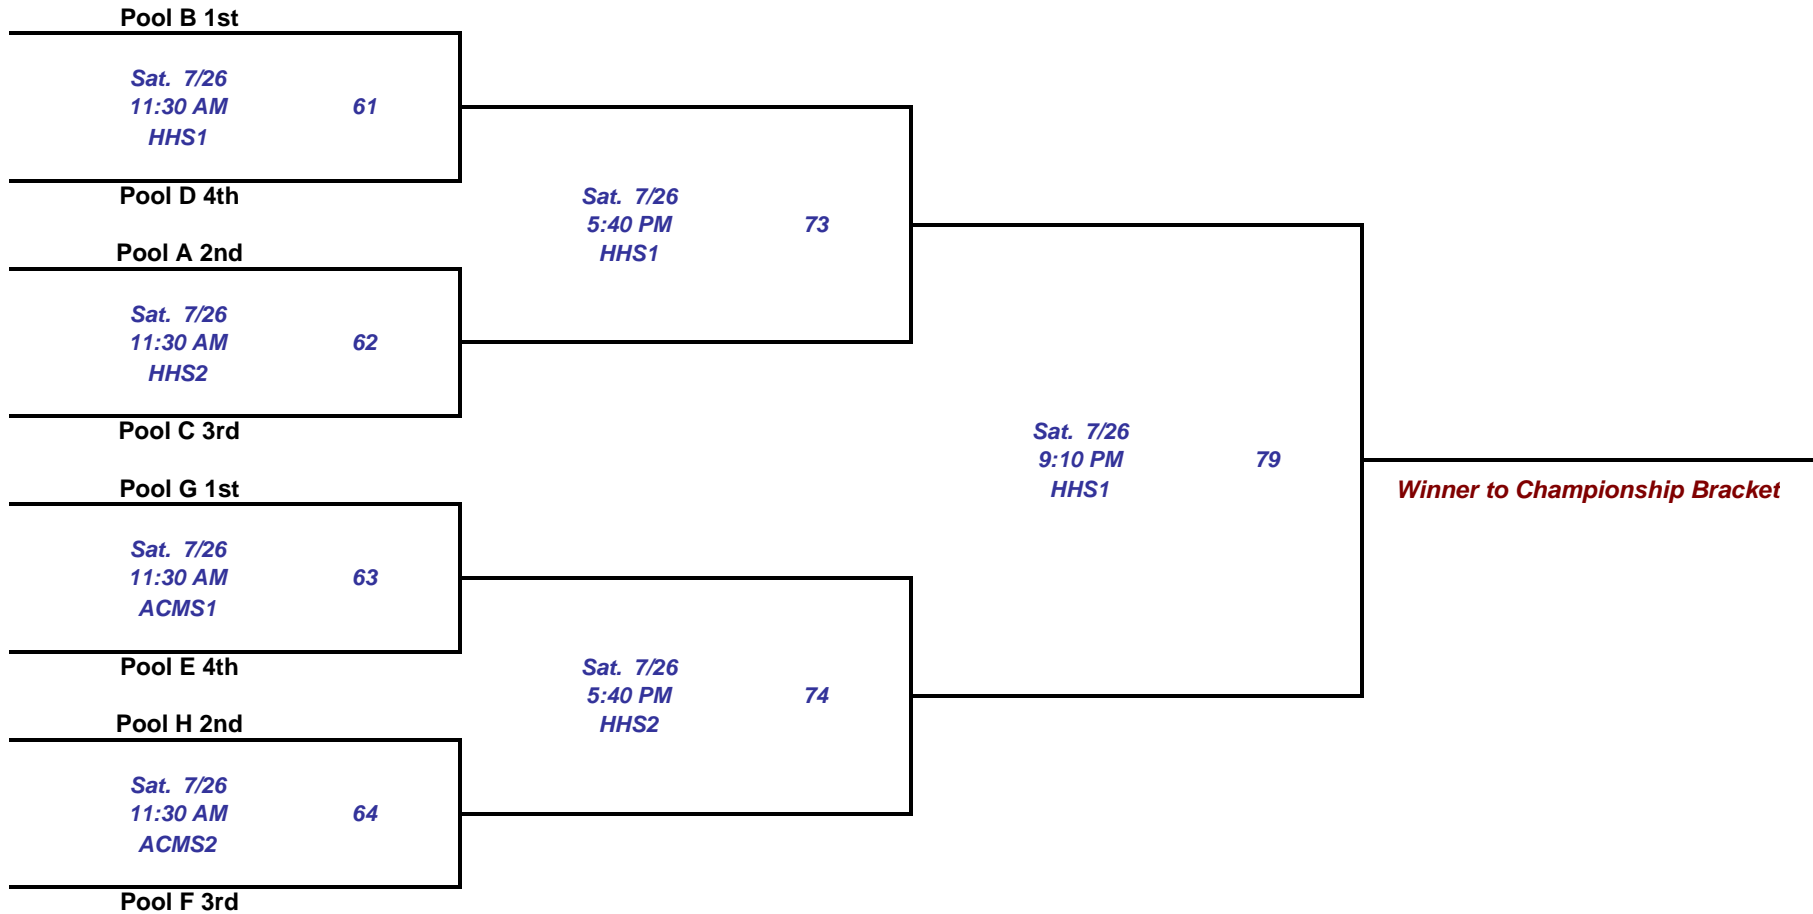 Pool B 1st
Sat. 7/26
11:30 AM 61
HHS1
Pool D 4th
Sat. 7/26
5:40 PM 73
HHS1
Pool A 2nd
Sat. 7/26
11:30 AM 62
HHS2
Pool C 3rd
Sat. 7/26
9:10 PM 79
HHS1
Winner to Championship Bracket
Pool G 1st
Sat. 7/26
11:30 AM 63
ACMS1
Pool E 4th
Sat. 7/26
5:40 PM 74
HHS2
Pool H 2nd
Sat. 7/26
11:30 AM 64
ACMS2
Pool F 3rd